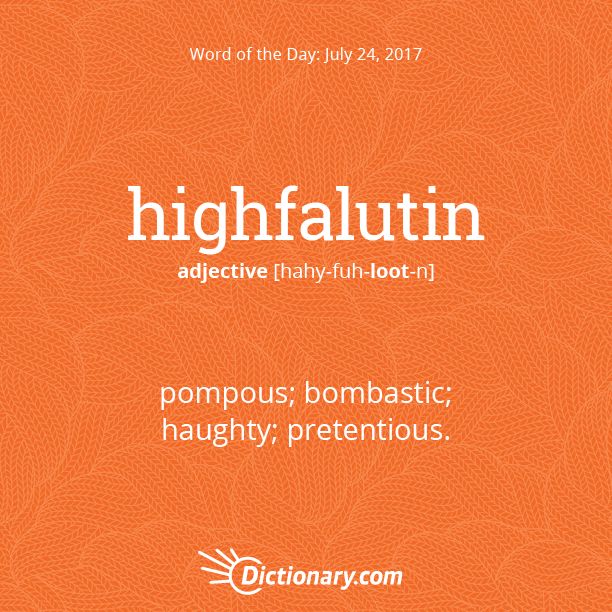 Word of the Day: July 24, 2017
highfalutin
adjective [hahy-fuh-loot-n]
pompous; bombastic;
haughty; pretentious.
Dictionary.com